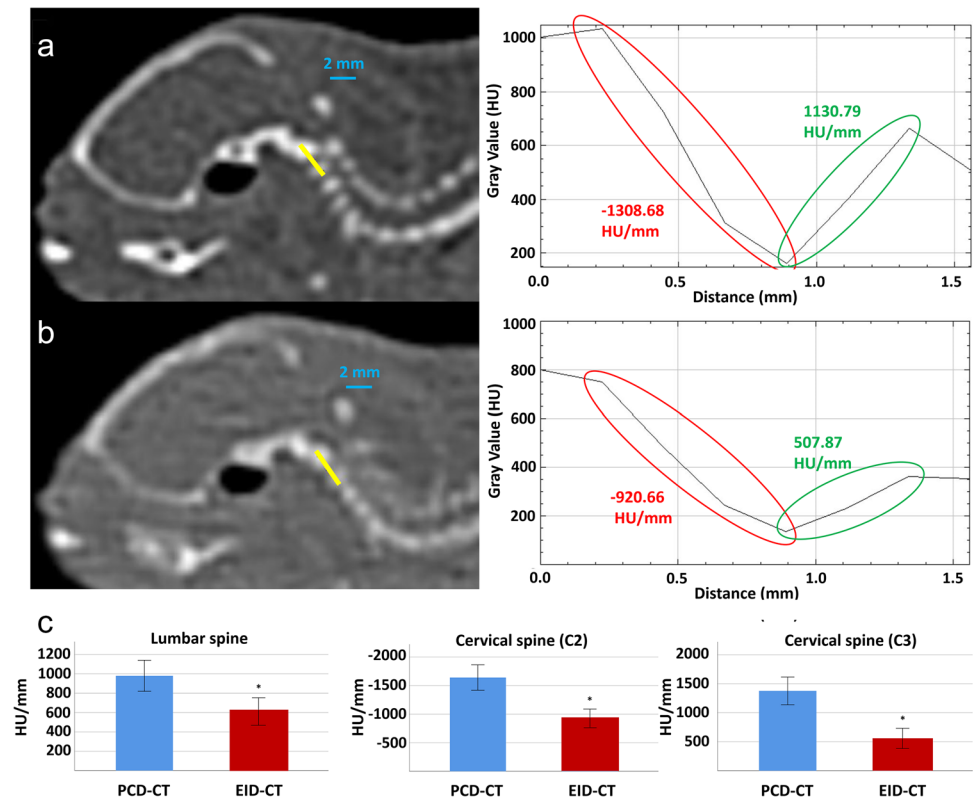 a
2 mm
1000
800
600
400
200
Gray Value (HU)
-1308.68
HU/mm
1130.79
HU/mm
0.0
0.5
1.0
1.5
Distance (mm)
b
2 mm
1000
800
600
400
200
Gray Value (HU)
-920.66
HU/mm
507.87
HU/mm
0.0
0.5
1.0
1.5
Distance (mm)
c
Lumbar spine
HU/mm
1200
1000
800
600
400
200
*
PCD-CT
EID-CT
Cervical spine (C2)
HU/mm
-2000
-1500
-1000
-500
*
PCD-CT
EID-CT
Cervical spine (C3)
HU/mm
2000
1500
1000
500
*
PCD-CT
EID-CT